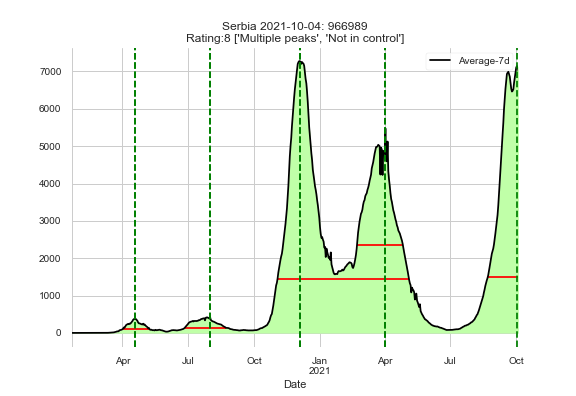 Serbia 2021-10-04: 966989
Rating:8 ['Multiple peaks', 'Not in control']
Average-7d
7000
6000
5000
4000
3000
2000
1000
0
Apr Jul Oct Jan Apr Jul Oct
2021
Date